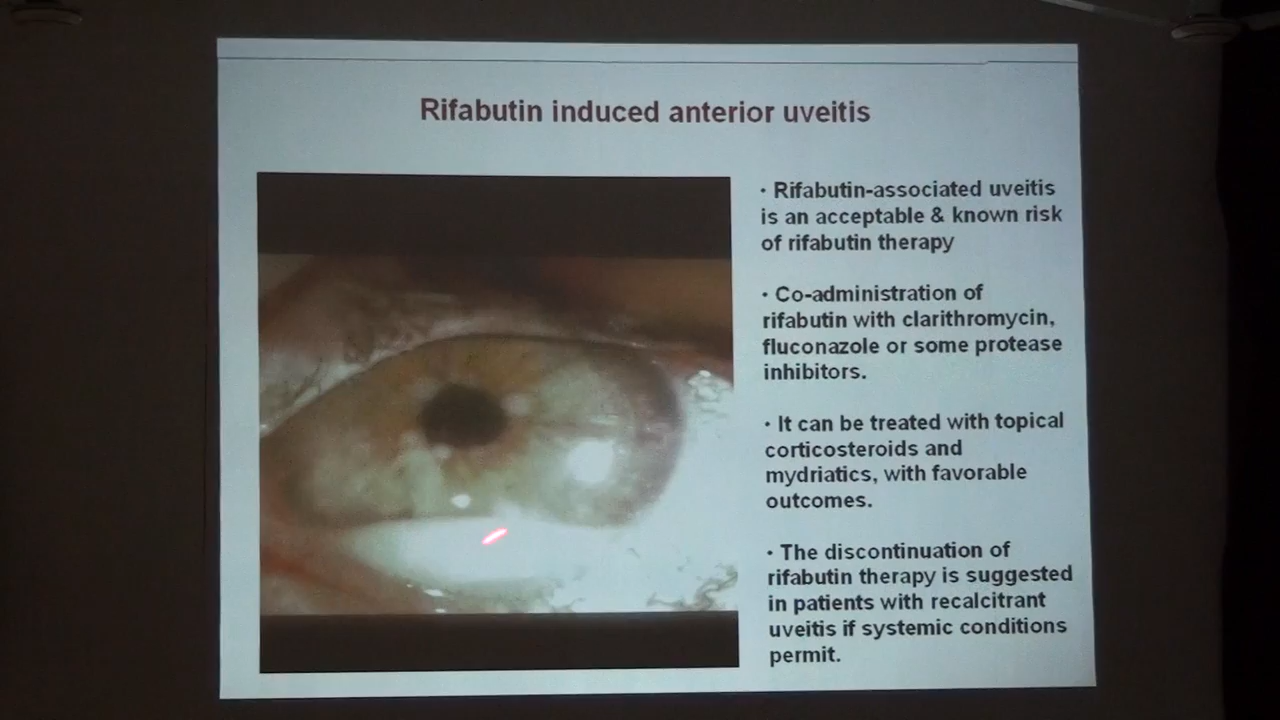 Rifabutin induced anterior uveitis
· Rifabutin-associated uveitis
is an acceptable & known risk
of rifabutin therapy
· Co-administration of
rifabutin with clarithromycin,
fluconazole or some protease
inhibitors.
· It can be treated with topical
corticosteroids and
mydriatics, with favorable
outcomes.
· The discontinuation of
rifabutin therapy is suggested
in patients with recalcitrant
uveitis if systemic conditions
permit.